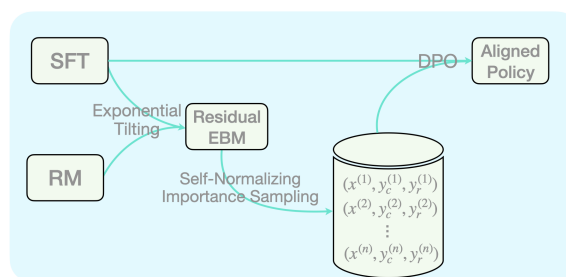 SFT
DPO
Aligned
Policy
Exponential
Tilting
Residual
EBM
RM
Self-Normalizing
Importance Sampling
(x^{(1)}, y_c^{(1)}, y_r^{(1)})
(x^{(2)}, y_c^{(2)}, y_r^{(2)})
⋮
(x^{(n)}, y_c^{(n)}, y_r^{(n)})